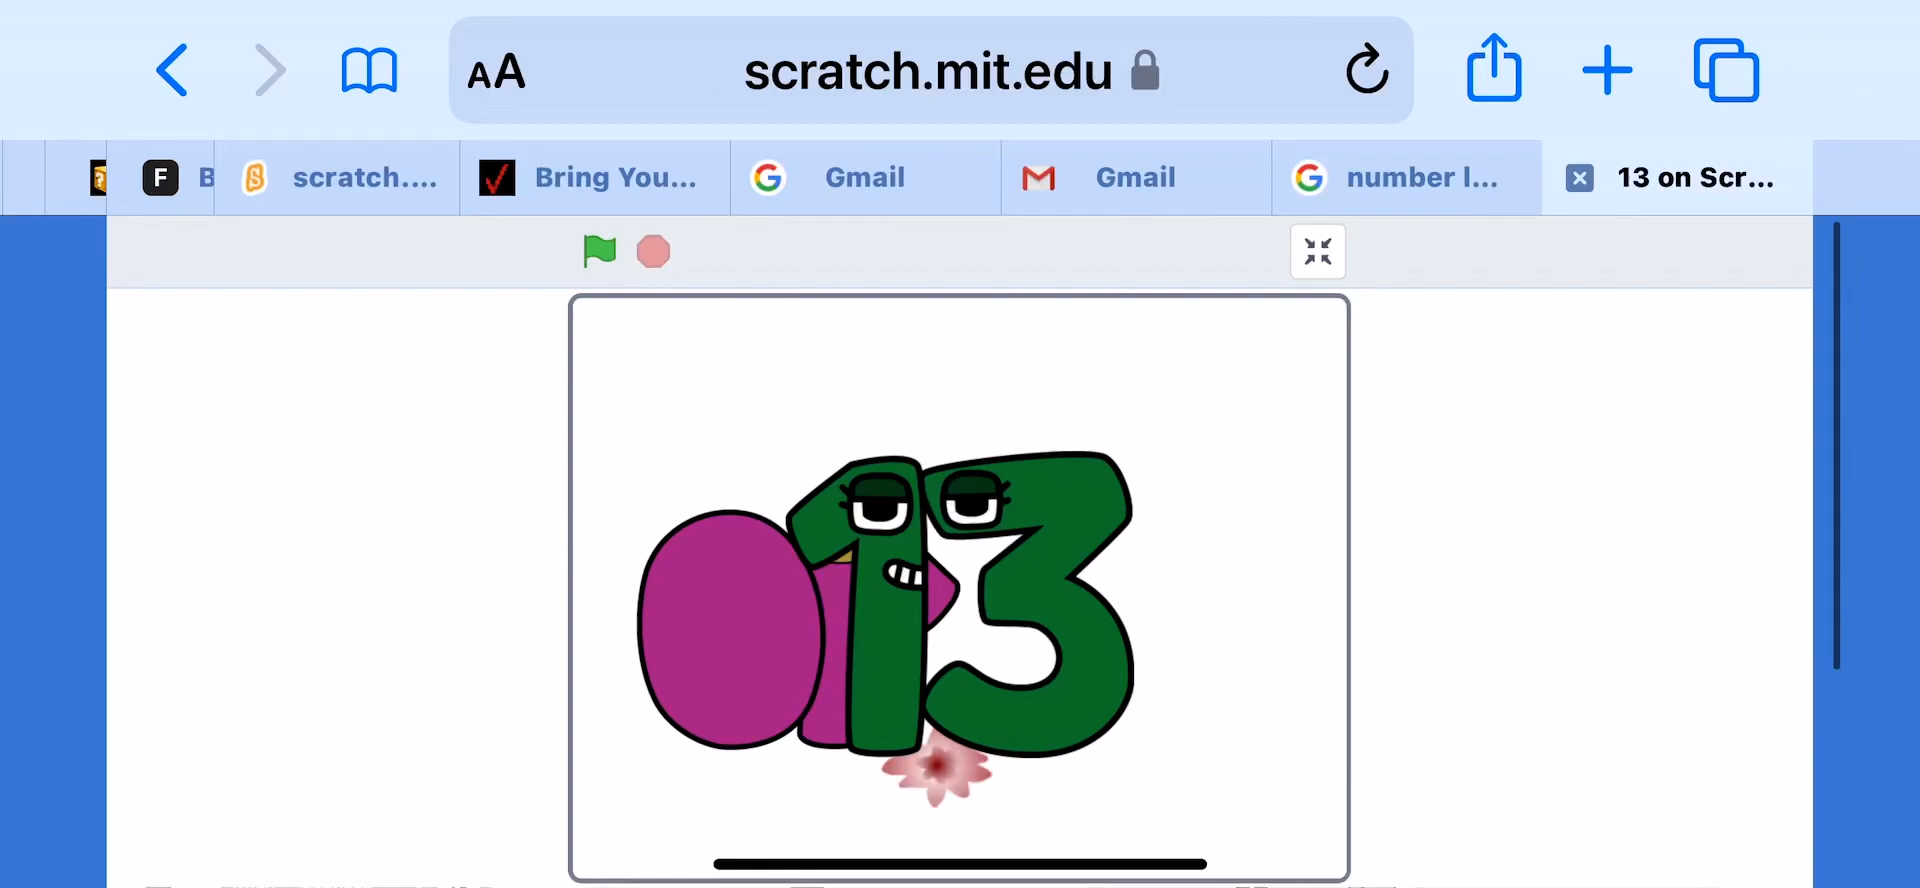 AA scratch.mit.edu
F B scratch.... Bring You... Gmail Gmail number l... 13 on Scr...
13